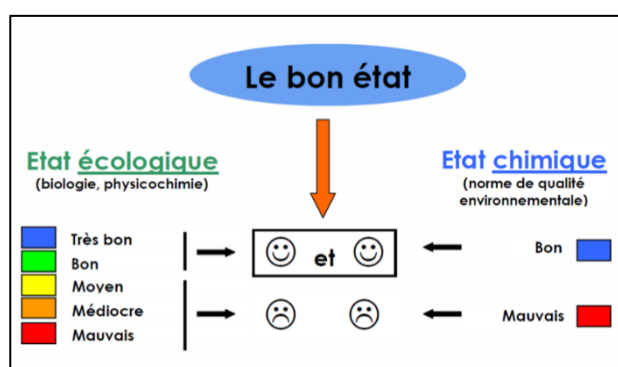 Le bon état
Etat écologique
(biologie, physicochimie)
Etat chimique
(norme de qualité
environnementale)
Très bon
Bon
Moyen
Médiocre
Mauvais
et
Bon
Mauvais